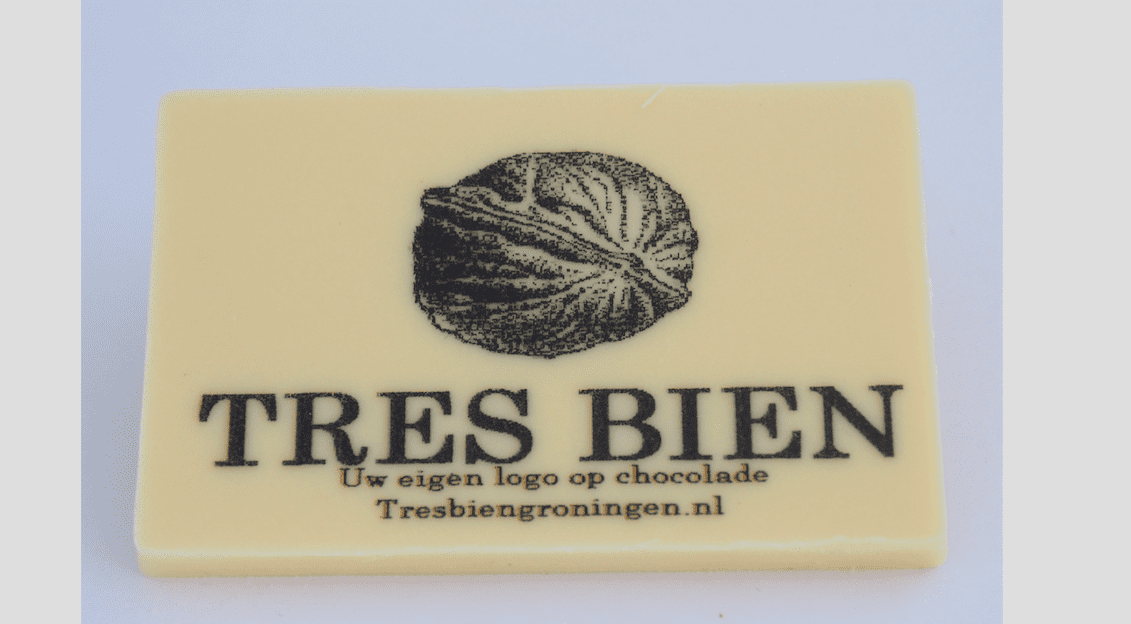 TRES BIEN
Uw eigen logo op chocolade
Tresbiengroningen.nl